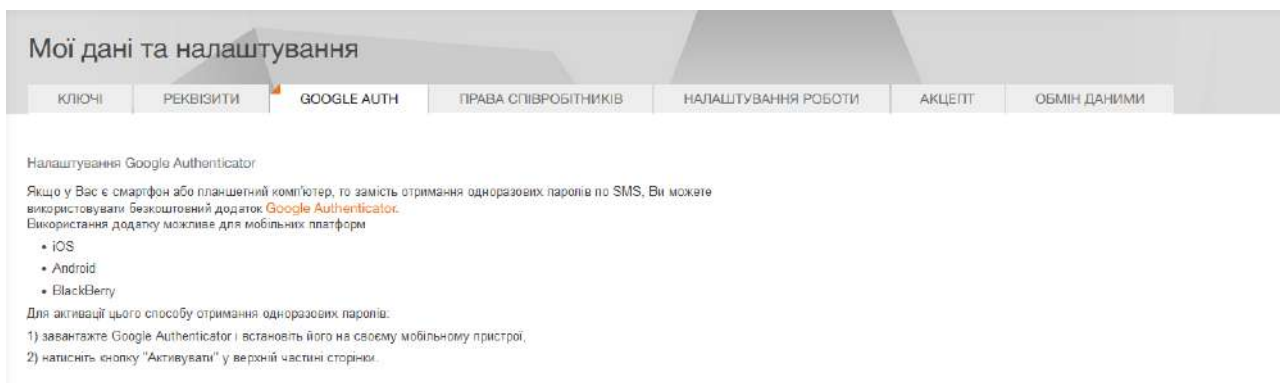 Мої дані та налаштування
КЛЮЧІ РЕКВІЗИТИ GOOGLE AUTH ПРАВА СПІВРОБІТНИКІВ НАЛАШТУВАННЯ РОБОТИ АКЦЕПТ ОБМІН ДАНИМИ
Налаштування Google Authenticator
Якщо у Вас є смартфон або планшетний комп'ютер, то замість отримання одноразових паролів по SMS, Ви можете
використовувати безкоштовний додаток Google Authenticator.
Використання додатку можливе для мобільних платформ
• iOS
• Android
• BlackBerry
Для активації цього способу отримання одноразових паролів:
1) завантажте Google Authenticator і встановіть його на своєму мобільному пристрої,
2) натисніть кнопку "Активувати" у верхній частині сторінки.